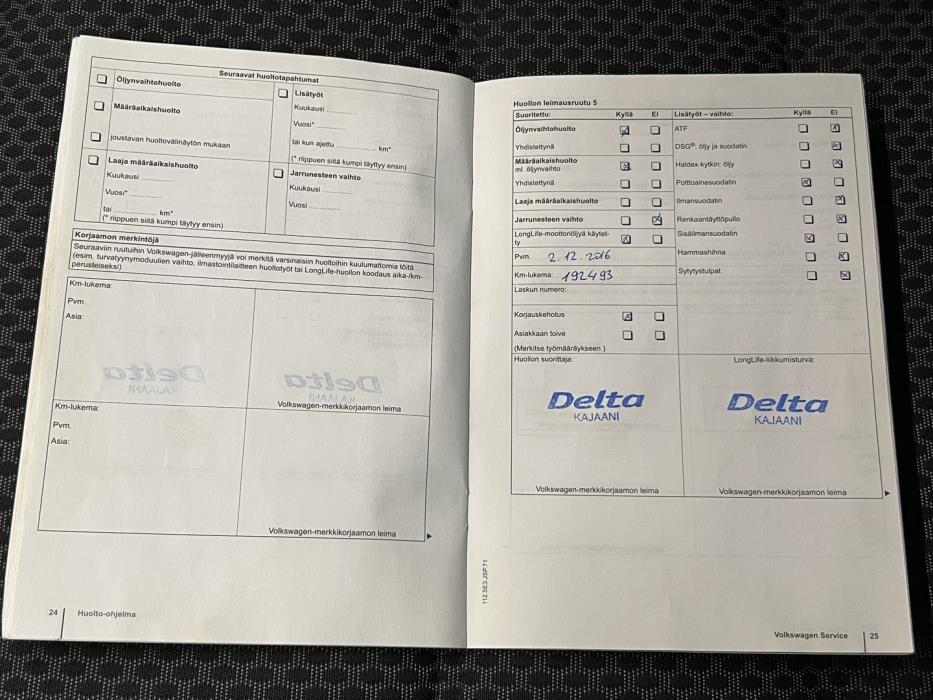 Seuraavat huoltotapahtumat
Öljynvaihtohuolto
Määräaikaishuolto
joustavan huoltovälinäytön mukaan
Laaja määräaikaishuolto
Kuukausi ............
Vuosi* ............
tai ............ km*
(* riippuen siitä kumpi täytyy ensin)
Lisätyöt
Kuukausi ............
Vuosi* ............
tai kun ajettu ............ km*
(* riippuen siitä kumpi täyttyy ensin)
Jarrunesteen vaihto
Kuukausi ............
Vuosi ............
Korjaamon merkintöjä
Seuraaviin ruutuihin Volkswagen-jälleenmyyjä voi merkitä varsinaisiin huoltoihin kuulumattomia töitä
(esim. turvatyynymoduulien vaihto, ilmastointilaitteen huoltotyöt tai LongLife-huollon koodaus aika-/km-
perusteiseksi).
Km-lukema:
Pvm.
Asia:
Volkswagen-merkkikorjaamon leima
Km-lukema:
Pvm.
Asia:
Volkswagen-merkkikorjaamon leima
24 Huolto-ohjelma
Huollon leimausruutu 5
Suoritettu: Kyllä Ei
Öljynvaihtohuolto
Yhdistettynä
Määräaikaishuolto
ml. öljynvaihto
Yhdistettynä
Laaja määräaikaishuolto
Jarrunesteen vaihto
LongLife-moottoriöljyä käytet-
ty
Pvm. 2.12.2016
Km-lukema: 192493
Laskun numero:
Korjauskehotus
Asiakkaan toive
(Merkitse työmääräykseen.)
Lisätyöt – vaihto: Kyllä Ei
ATF
DSG®: öljy ja suodatin
Haldex-kytkin: öljy
Polttoainesuodatin
Ilmansuodatin
Renkaantäyttöpullo
Sisäilmansuodatin
Hammashihna
Sytytystulpat
Huollon suorittaja:
Delta
KAJAANI
Volkswagen-merkkikorjaamon leima
LongLife-liikkumisturva:
Delta
KAJAANI
Volkswagen-merkkikorjaamon leima
112.5E3.JSP.71
Volkswagen Service 25